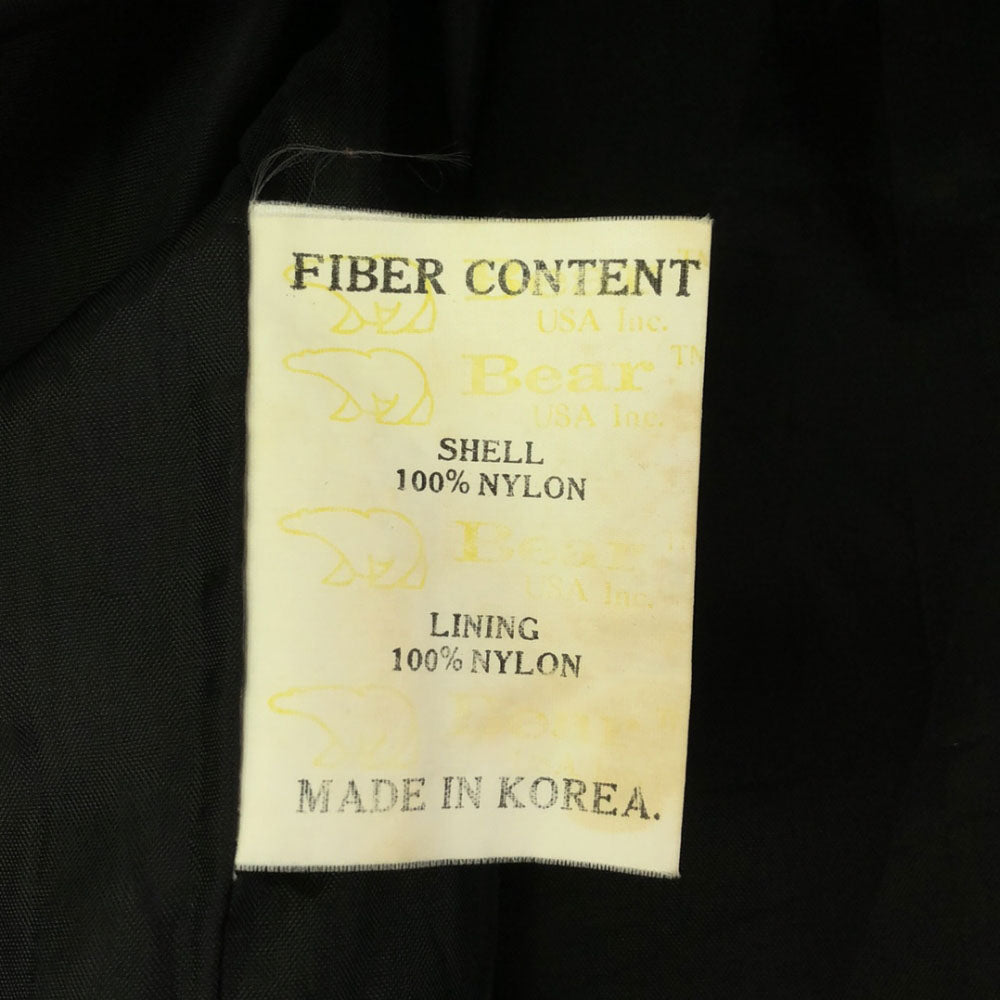 FIBER CONTENT
USA Inc.
Bear™
USA Inc.
SHELL
100% NYLON
Bear
USA Inc.
LINING
100% NYLON
Bear
MADE IN KOREA.